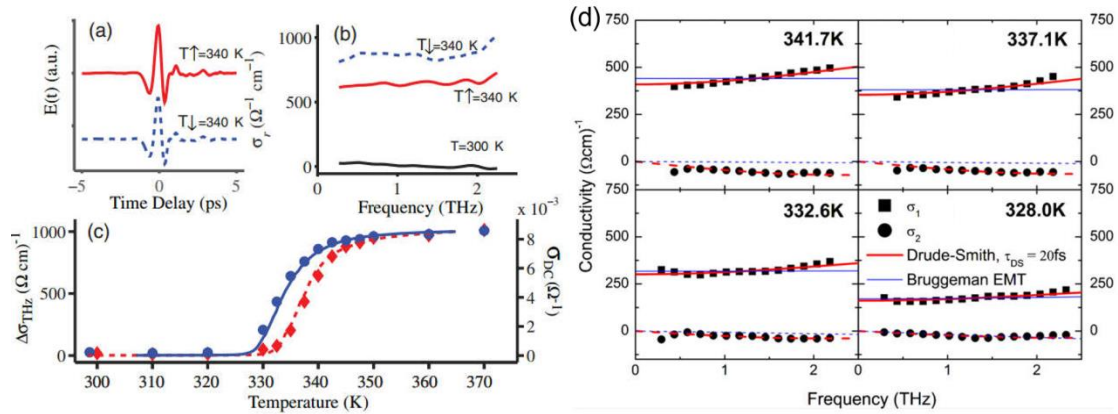 (a)
T↑=340 K
T↓=340 K
E(t) (a.u.)
−5
0
5
Time Delay (ps)
(b)
1000
500
0
T↓=340 K
T↑=340 K
T=300 K
σr (Ω-1 cm-1)
0
1
2
Frequency (THz)
(c)
1000
500
0
ΔσTHz (Ω cm)-1
x 10-3
8
6
4
2
0
σDC (Ω-1)
300
310
320
330
340
350
360
370
Temperature (K)
(d)
750
500
250
0
341.7K
337.1K
750
500
250
0
750
500
250
0
332.6K
328.0K
750
500
250
0
σ1
σ2
Drude-Smith, τDS = 20fs
Bruggeman EMT
Conductivity (Ωcm)-1
0
1
2
0
1
2
Frequency (THz)